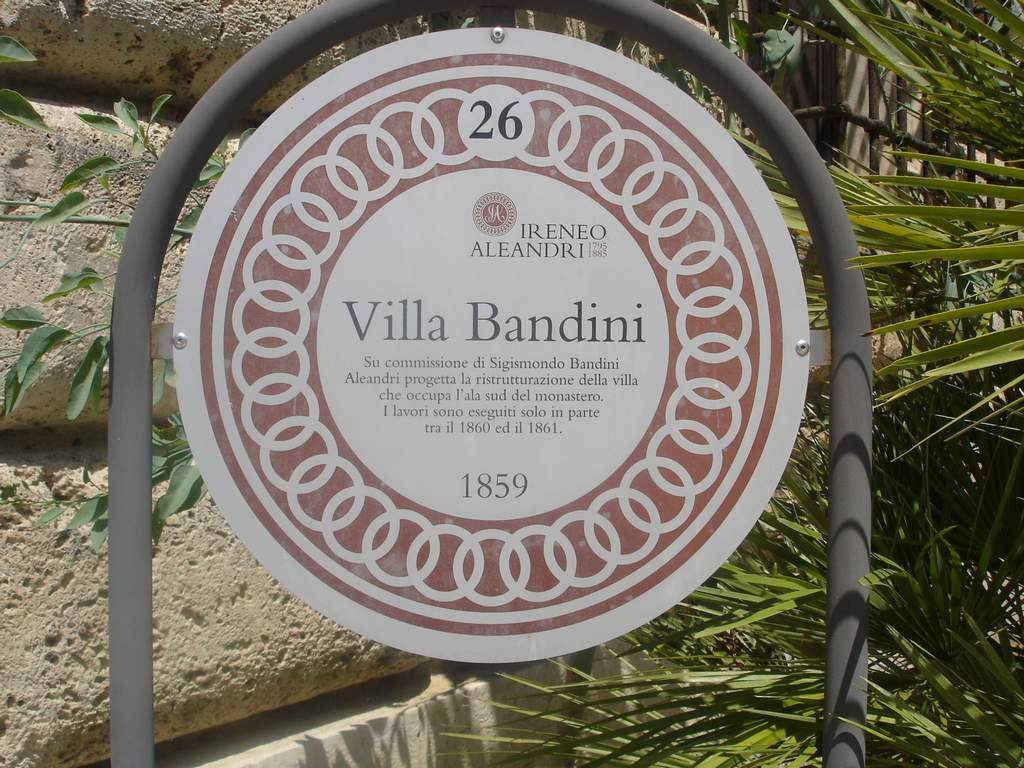 26
IRENEO
ALEANDRI 1795
1885
Villa Bandini
Su commissione di Sigismondo Bandini
Aleandri progetta la ristrutturazione della villa
che occupa l'ala sud del monastero.
I lavori sono eseguiti solo in parte
tra il 1860 ed il 1861.
1859